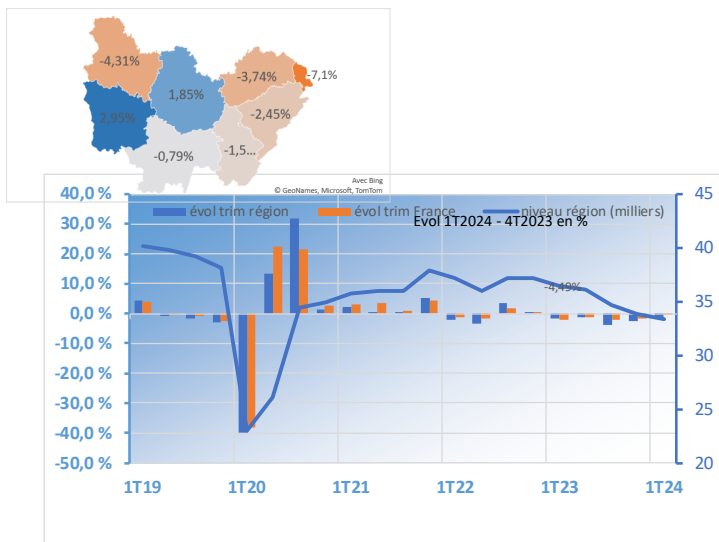 -4,31%
1,85%
-3,74%
-7,1%
2,95%
-2,45%
-0,79%
-1,5...
Avec Bing
© GeoNames, Microsoft, TomTom
évol trim région
évol trim France
niveau région (milliers)
Evol 1T2024 - 4T2023 en %
-4,49%
40,0 %
30,0 %
20,0 %
10,0 %
0,0 %
-10,0 %
-20,0 %
-30,0 %
-40,0 %
-50,0 %
45
40
35
30
25
20
1T19
1T20
1T21
1T22
1T23
1T24